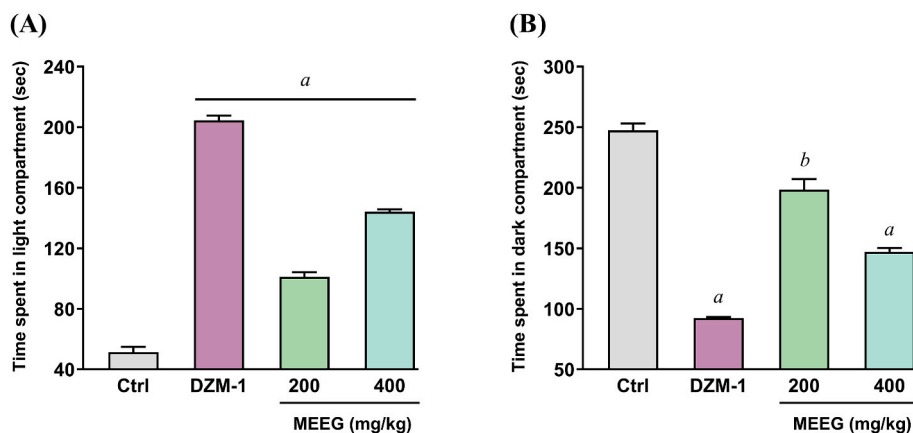 (A)
Time spent in light compartment (sec)
240
200
160
120
80
40
a
Ctrl DZM-1 200 400
MEEG (mg/kg)
(B)
Time spent in dark compartment (sec)
300
250
200
150
100
50
b
a
a
Ctrl DZM-1 200 400
MEEG (mg/kg)